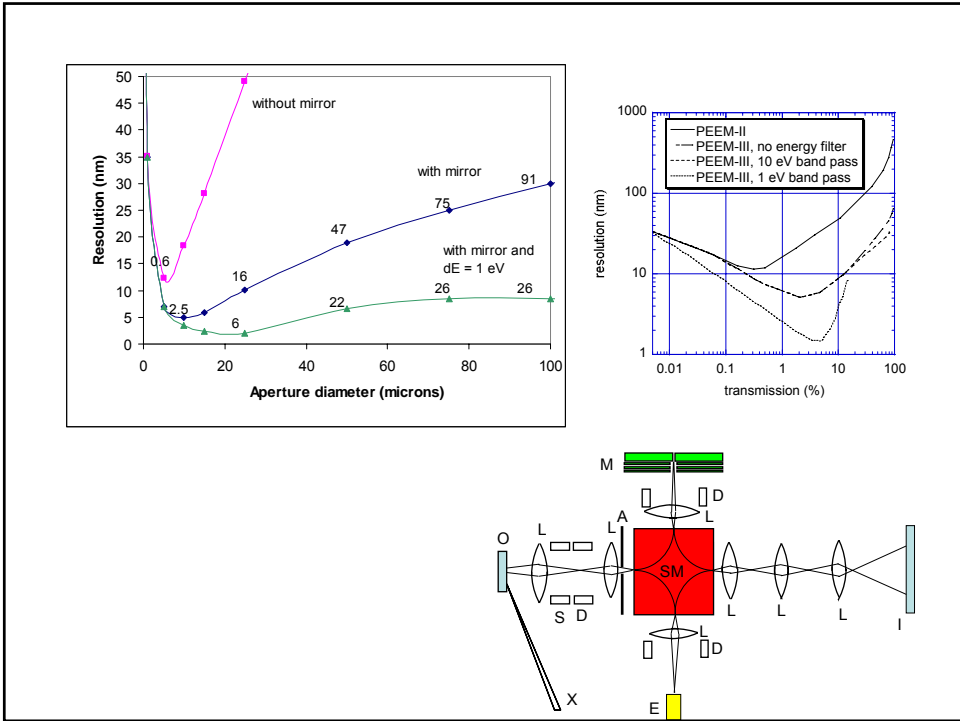 50
45
40
35
30
25
20
15
10
5
0
Resolution (nm)
without mirror
with mirror
with mirror and
dE = 1 eV
0.6
2.5
16
47
75
91
6
22
26
26
0 20 40 60 80 100
Aperture diameter (microns)
1000
100
10
1
resolution (nm)
PEEM-II
PEEM-III, no energy filter
PEEM-III, 10 eV band pass
PEEM-III, 1 eV band pass
0.01 0.1 1 10 100
transmission (%)
M
D
L
A
L
L
O
SM
S D
L
L
L
I
L
D
X
E